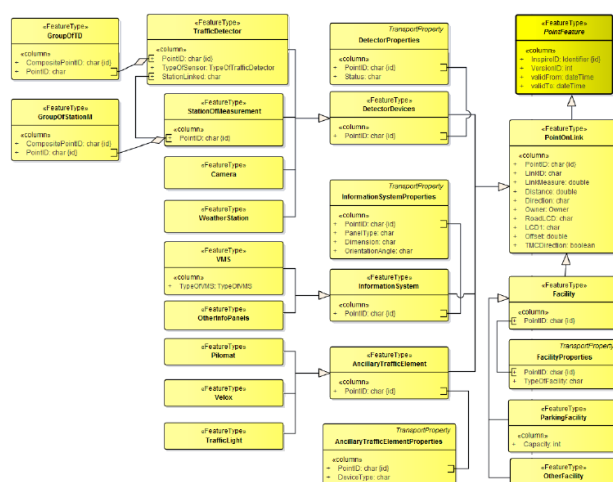 «FeatureType»
GroupOfTD
«column»
+ CompositePointID: char {id}
+ PointID: char
«FeatureType»
GroupOfStationM
«column»
+ CompositePointID: char {id}
+ PointID: char {id}
«FeatureType»
TrafficDetector
«column»
+ PointID: char {id}
+ TypeOfSensor: TypeOfTrafficDetector
+ StationLinked: char
«FeatureType»
StationOfMeasurement
«column»
+ PointID: char {id}
«FeatureType»
Camera
«FeatureType»
WeatherStation
«FeatureType»
VMS
«column»
+ TypeOfVMS: TypeOfVMS
«FeatureType»
OtherInfoPanels
«FeatureType»
Pilomat
«FeatureType»
Velox
«FeatureType»
TrafficLight
TransportProperty
DetectorProperties
«column»
+ PointID: char {id}
+ Status: char
«FeatureType»
DetectorDevices
«column»
+ PointID: char {id}
TransportProperty
InformationSystemProperties
«column»
+ PointID: char {id}
+ PanelType: char
+ Dimension: char
+ OrientationAngle: char
«FeatureType»
InformationSystem
«column»
+ PointID: char {id}
«FeatureType»
AncillaryTrafficElement
«column»
+ PointID: char {id}
TransportProperty
AncillaryTrafficElementProperties
«column»
+ PointID: char {id}
+ DeviceType: char
«FeatureType»
PointFeature
«column»
+ InspireID: Identifier {id}
+ VersionID: int
+ validFrom: dateTime
+ validTo: dateTime
«FeatureType»
PointOnLink
«column»
+ PointID: char {id}
+ LinkID: char
+ LinkMeasure: double
+ Distance: double
+ Direction: char
+ Owner: Owner
+ RoadLCD: char
+ LCD1: char
+ Offset: double
+ TMCDirection: boolean
«FeatureType»
Facility
«column»
+ PointID: char {id}
TransportProperty
FacilityProperties
«column»
+ PointID: char {id}
+ TypeOfFacility: char
«FeatureType»
ParkingFacility
«column»
+ Capacity: int
«FeatureType»
OtherFacility